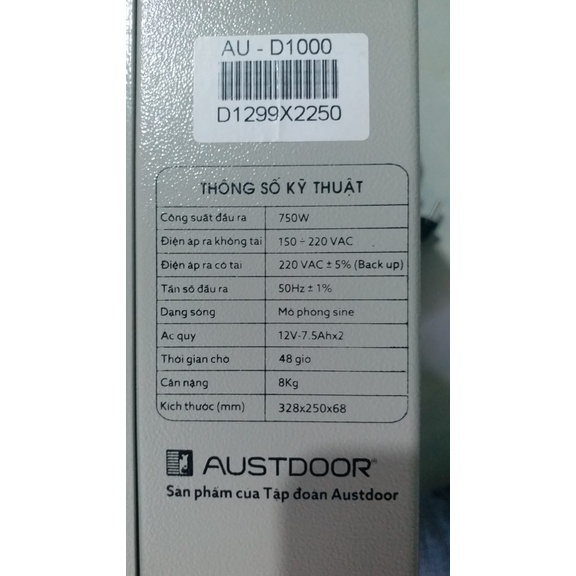 AU - D1000
D1299X2250
THÔNG SỐ KỸ THUẬT
Công suất đầu ra 750W
Điện áp ra không tải 150 ÷ 220 VAC
Điện áp ra có tải 220 VAC ± 5% (Back up)
Tần số đầu ra 50Hz ± 1%
Dạng sóng Mô phỏng sine
Ac quy 12V-7.5Ahx2
Thời gian chờ 48 giờ
Cân nặng 8Kg
Kích thước (mm) 328x250x68
AUSTDOOR
Sản phẩm của Tập đoàn Austdoor